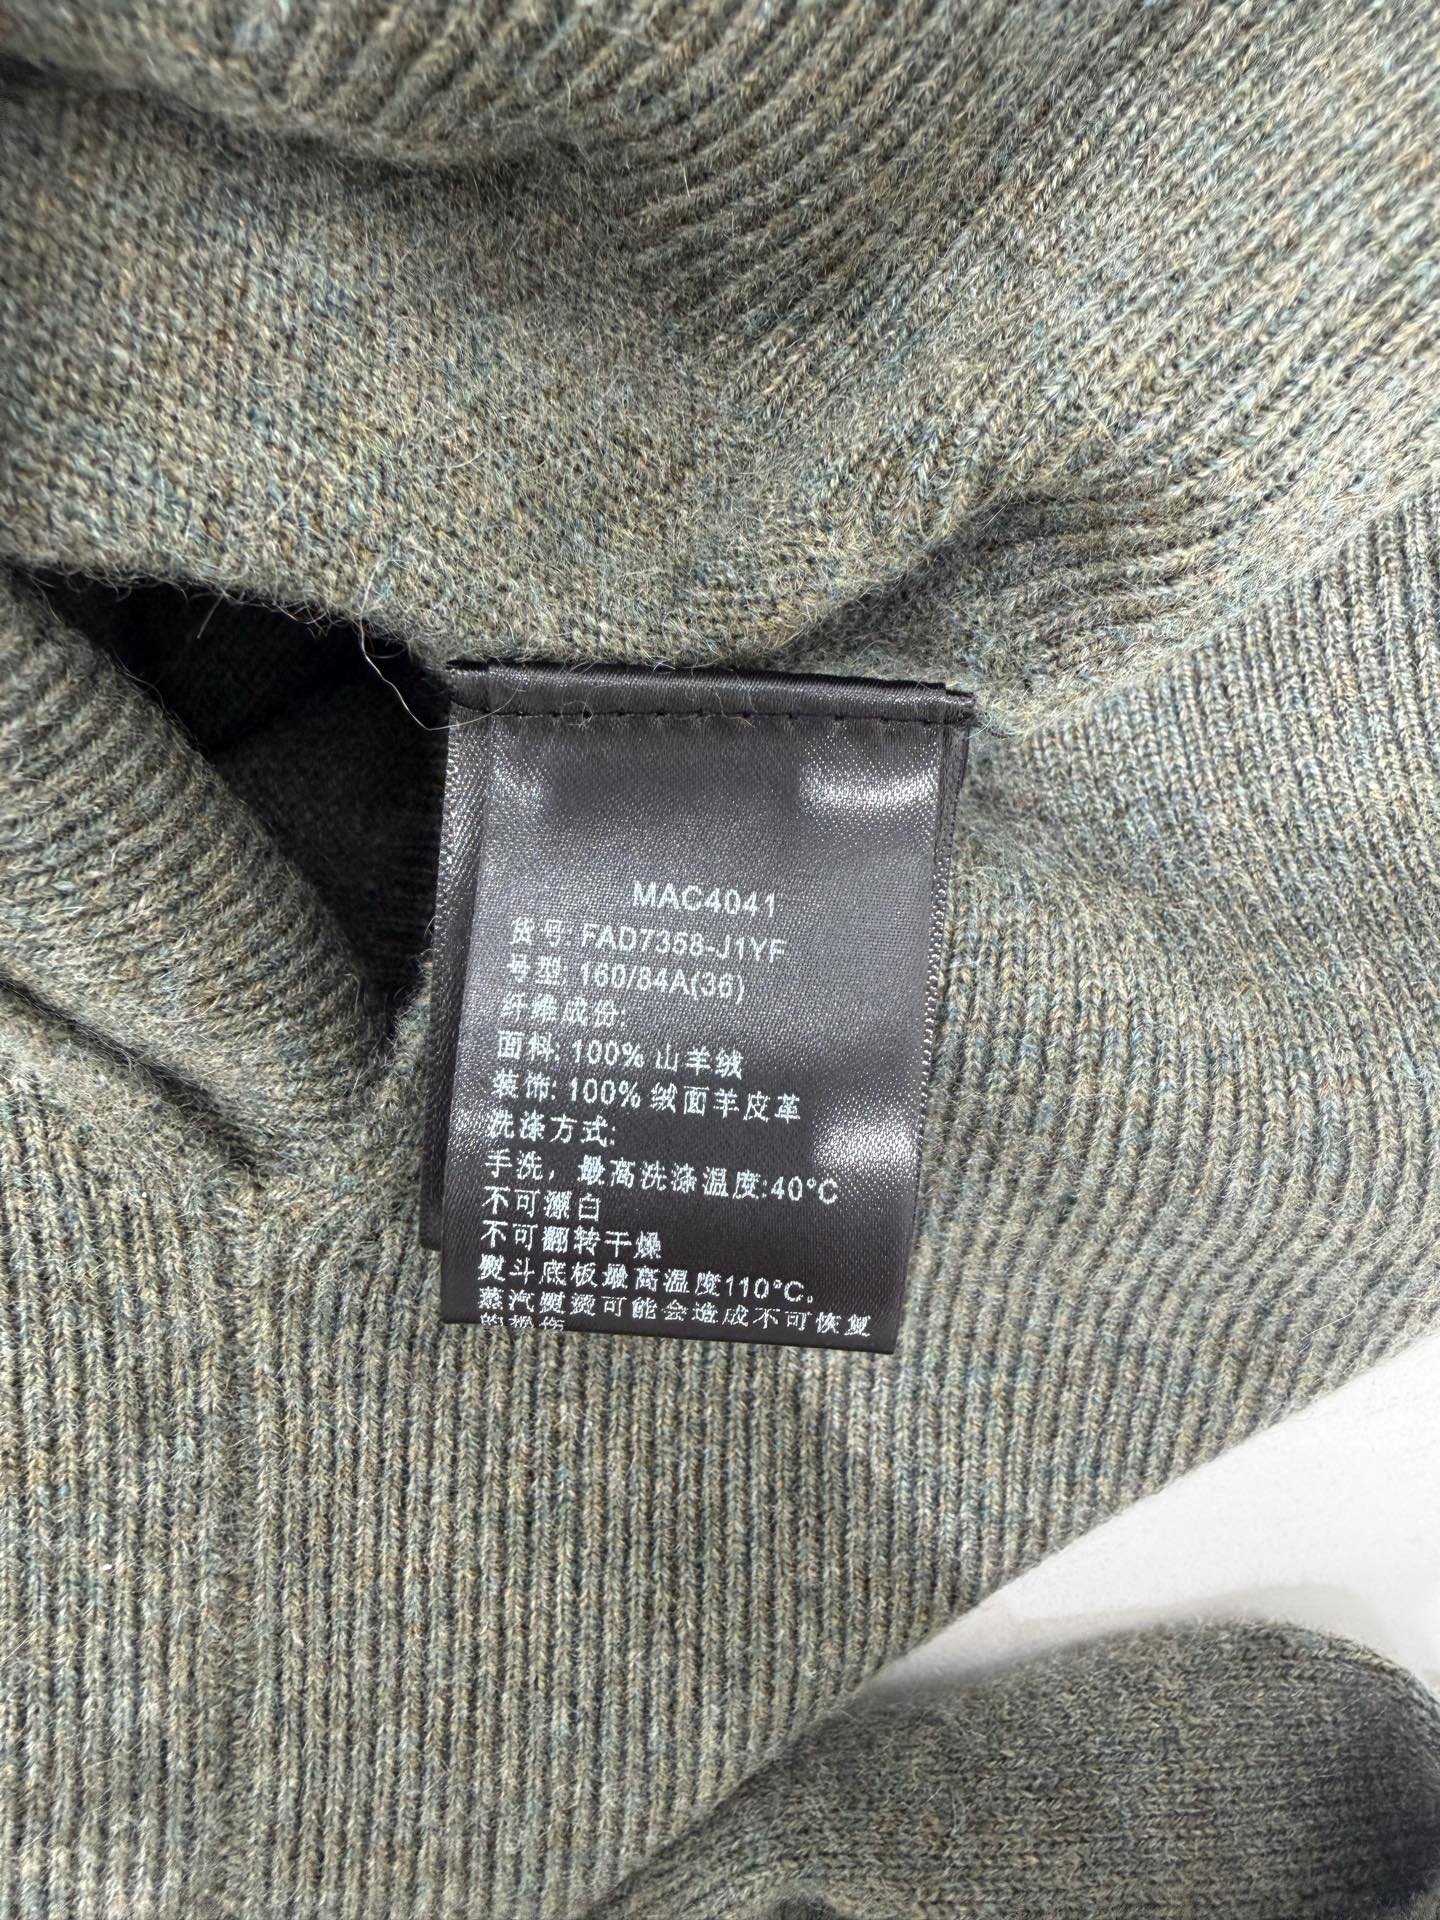 MAC4041
货号: FAD7358-J1YF
号型: 160/84A(36)
纤维成份:
面料: 100% 山羊绒
装饰: 100% 绒面羊皮革
洗涤方式:
手洗，最高洗涤温度:40°C
不可漂白
不可翻转干燥
熨斗底板最高温度110°C。
蒸汽熨烫可能会造成不可恢复
的损伤